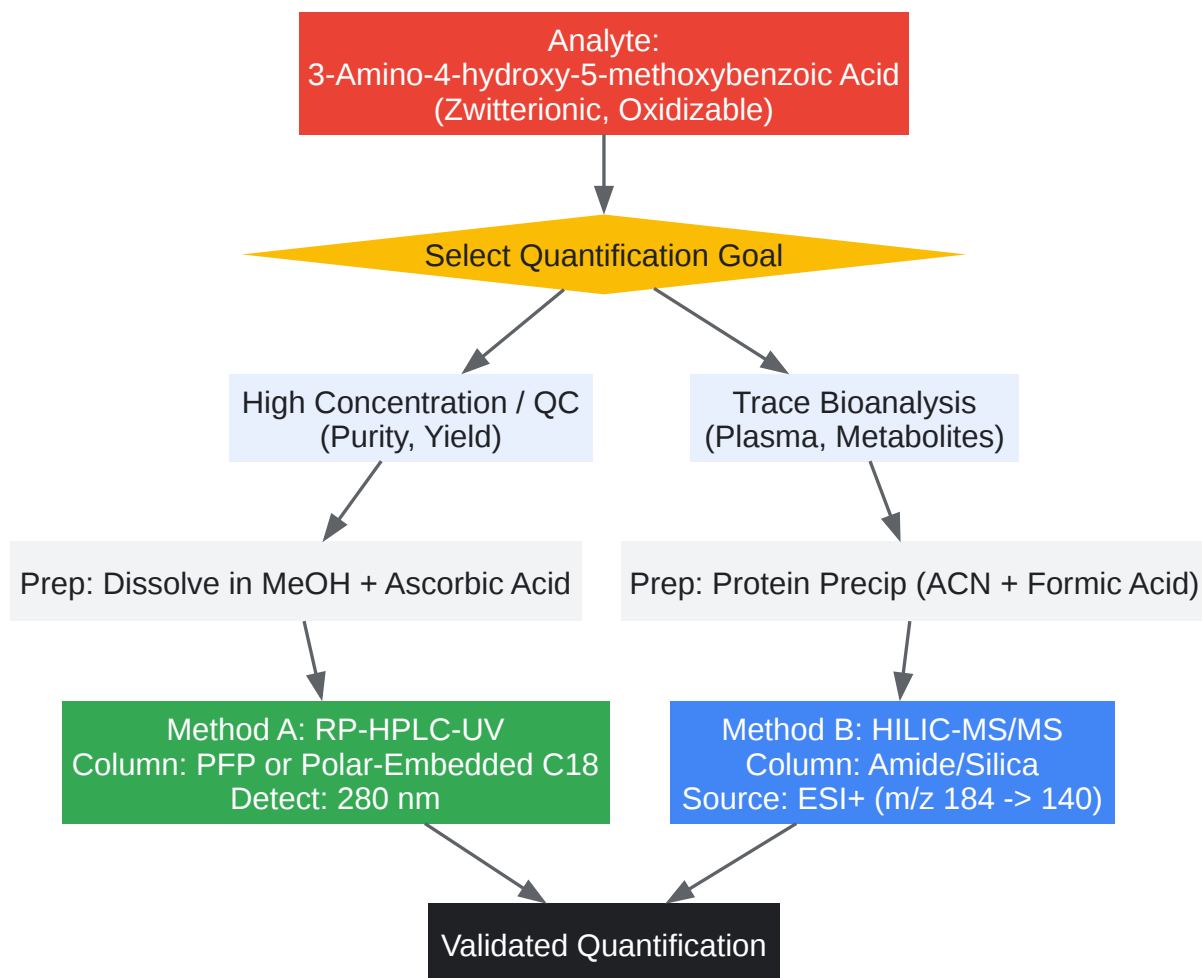 Analyte:
3-Amino-4-hydroxy-5-methoxybenzoic Acid
(Zwitterionic, Oxidizable)
Select Quantification Goal
High Concentration / QC
(Purity, Yield)
Trace Bioanalysis
(Plasma, Metabolites)
Prep: Dissolve in MeOH + Ascorbic Acid
Prep: Protein Precip (ACN + Formic Acid)
Method A: RP-HPLC-UV
Column: PFP or Polar-Embedded C18
Detect: 280 nm
Method B: HILIC-MS/MS
Column: Amide/Silica
Source: ESI+ (m/z 184 -> 140)
Validated Quantification